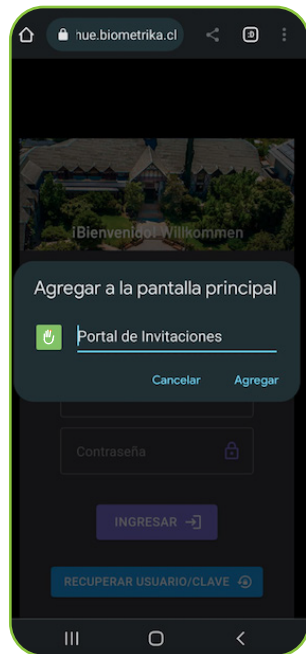 hue.biometrika.cl
:D
¡Bienvenido! Willkommen
Agregar a la pantalla principal
Portal de Invitaciones
Cancelar Agregar
Contraseña
INGRESAR
RECUPERAR USUARIO/CLAVE